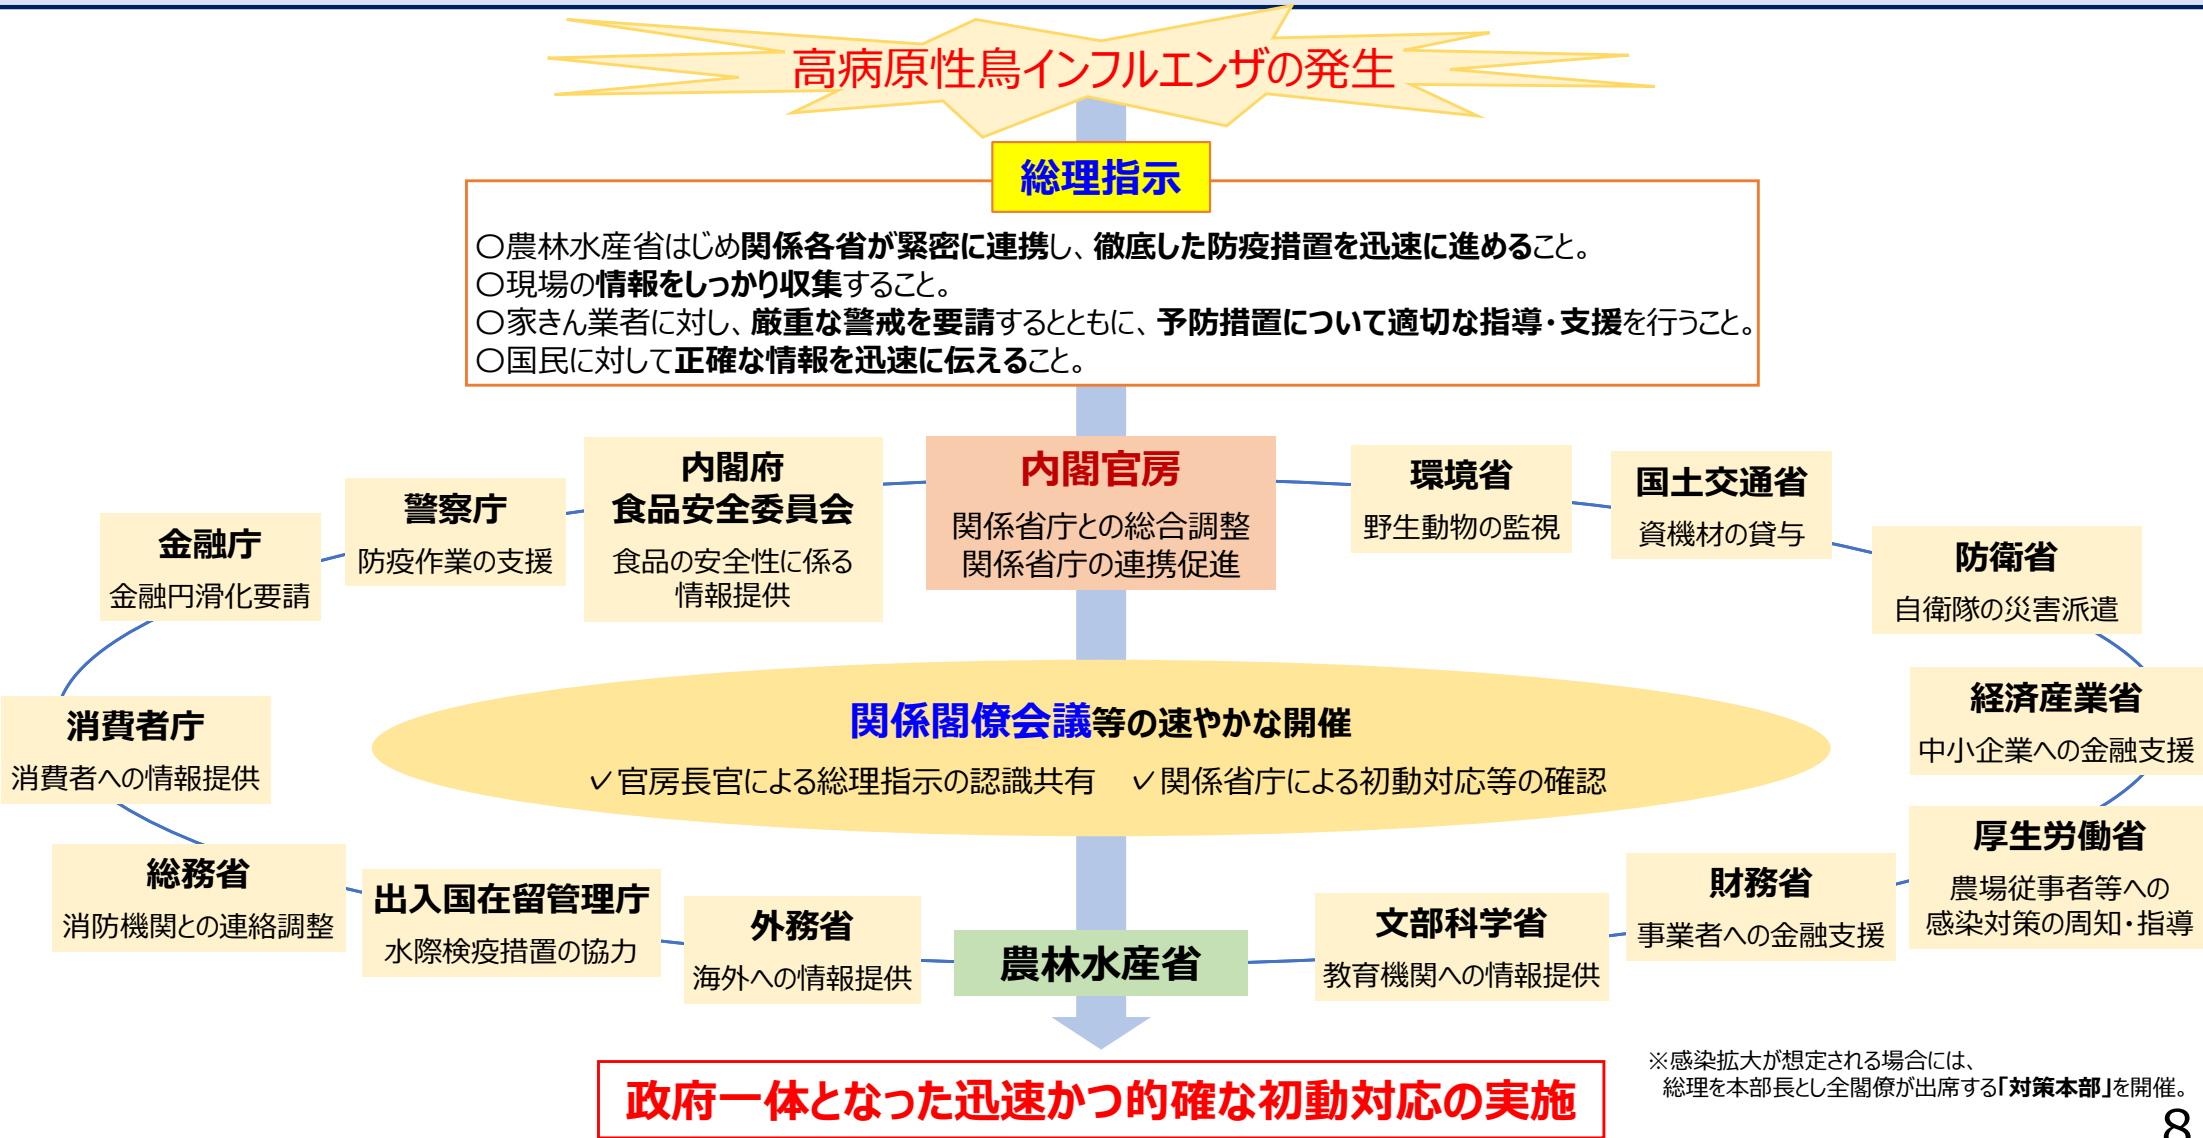 高病原性鳥インフルエンザの発生
総理指示
○農林水産省はじめ関係各省が緊密に連携し、徹底した防疫措置を迅速に進めること。
○現場の情報をしっかり収集すること。
○家きん業者に対し、厳重な警戒を要請するとともに、予防措置について適切な指導・支援を行うこと。
○国民に対して正確な情報を迅速に伝えること。
内閣官房
関係省庁との総合調整
関係省庁の連携促進
環境省
野生動物の監視
国土交通省
資機材の貸与
防衛省
自衛隊の災害派遣
経済産業省
中小企業への金融支援
厚生労働省
農場従事者等への
感染対策の周知・指導
財務省
事業者への金融支援
文部科学省
教育機関への情報提供
農林水産省
外務省
海外への情報提供
出入国在留管理庁
水際検疫措置の協力
総務省
消防機関との連絡調整
消費者庁
消費者への情報提供
金融庁
金融円滑化要請
警察庁
防疫作業の支援
内閣府
食品安全委員会
食品の安全性に係る
情報提供
関係閣僚会議等の速やかな開催
✓官房長官による総理指示の認識共有 ✓関係省庁による初動対応等の確認
政府一体となった迅速かつ的確な初動対応の実施
※感染拡大が想定される場合には、
総理を本部長とし全閣僚が出席する「対策本部」を開催。
8